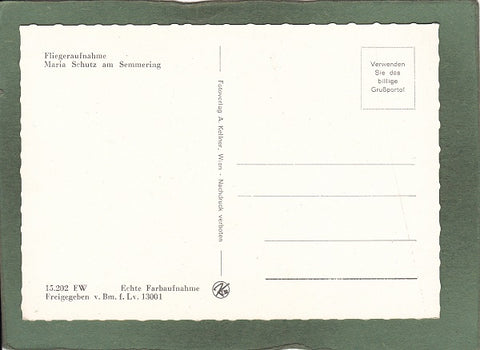 Fliegeraufnahme
Maria Schutz am Semmering
Verwenden
Sie das
billige
Grußporto!
Fotoverlag A. Kellner, Wien - Nachdruck verboten
15.202 EW Echte Farbaufnahme
Freigegeben v. Bm. f. Lv. 13001